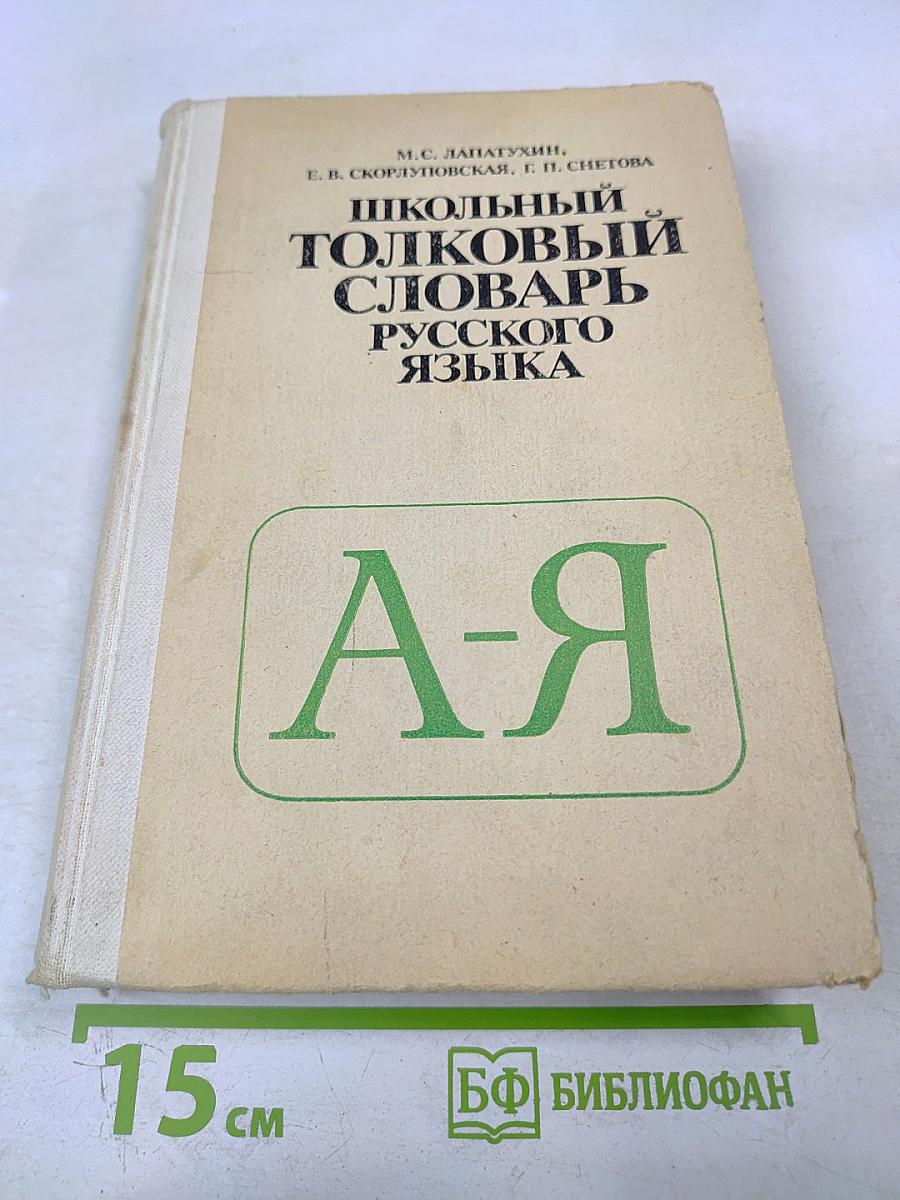 М.С. ЛАПАТУХИН,
Е. В. СКОРЛУПОВСКАЯ, Г. П. СНЕТОВА
ШКОЛЬНЫЙ
ТОЛКОВЫЙ
СЛОВАРЬ
РУССКОГО
ЯЗЫКА
А-Я
15 см
БФ БИБЛИОФАН